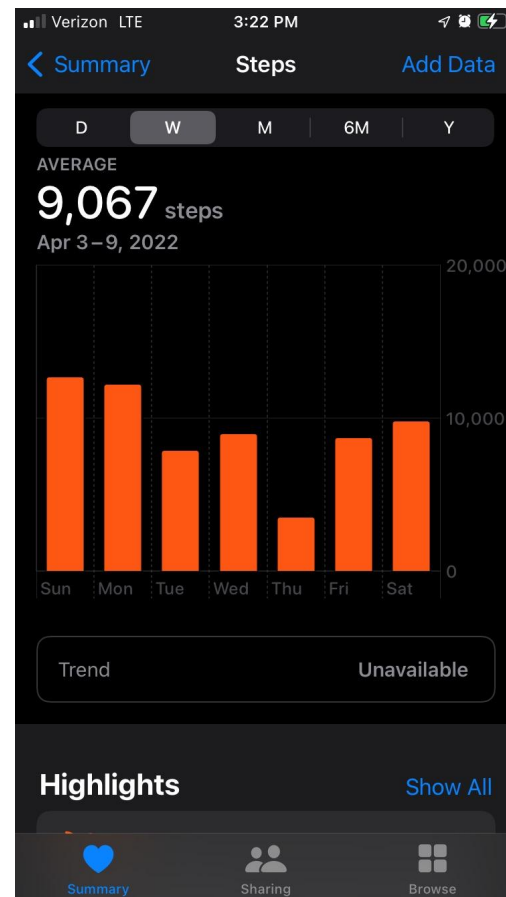 Verizon LTE 3:22 PM
Summary Steps Add Data
D W M 6M Y
AVERAGE
9,067 steps
Apr 3–9, 2022
20,000
10,000
0
Sun Mon Tue Wed Thu Fri Sat
Trend Unavailable
Highlights Show All
Summary Sharing Browse